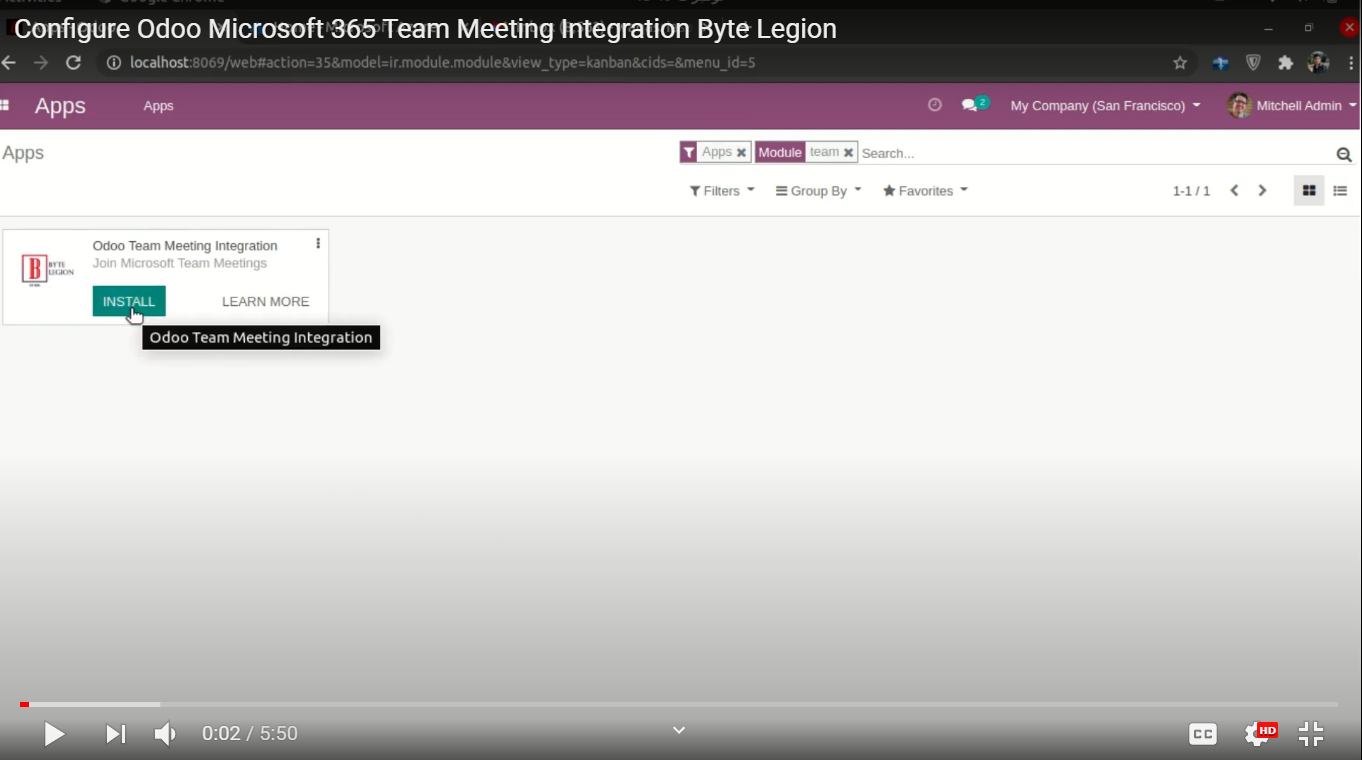 Configure Odoo Microsoft 365 Team Meeting Integration Byte Legion
localhost:8069/web#action=35&model=ir.module.module&view_type=kanban&cids=&menu_id=5
Apps Apps 2 My Company (San Francisco) Mitchell Admin
Apps Apps Module team Search...
Filters Group By Favorites 1-1 / 1
Odoo Team Meeting Integration
BYTE LEGION Join Microsoft Team Meetings
INSTALL LEARN MORE
Odoo Team Meeting Integration
0:02 / 5:50 CC HD